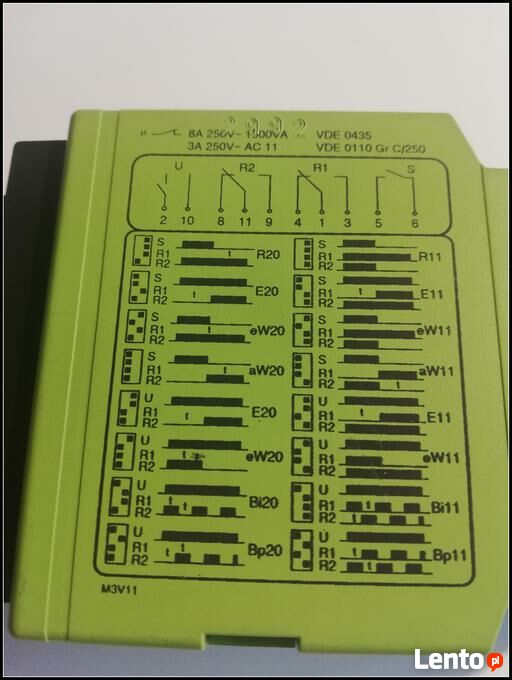 2992
µ 8A 250V~ 1500VA VDE 0435
3A 250V~ AC 11 VDE 0110 Gr C/250
U R2 R1 S
2 10 8 11 9 4 1 3 5 6
S
R1 t R20
R2
S
R1 R11
R2
U
R1 E20
R2 t
U
R1 t E11
R2
S
R1 t eW20
R2
S
R1 t eW11
R2
S
R1 aW20
R2 t
S
R1 aW11
R2 t
U
R1 t E20
R2
U
R1 t E11
R2
U
R1 t eW20
R2
U
R1 eW11
R2
U
R1 t Bi20
R2
U
R1 t Bi11
R2
U
R1 t Bp20
R2
U
R1 t Bp11
R2
M3V11
Lento pl